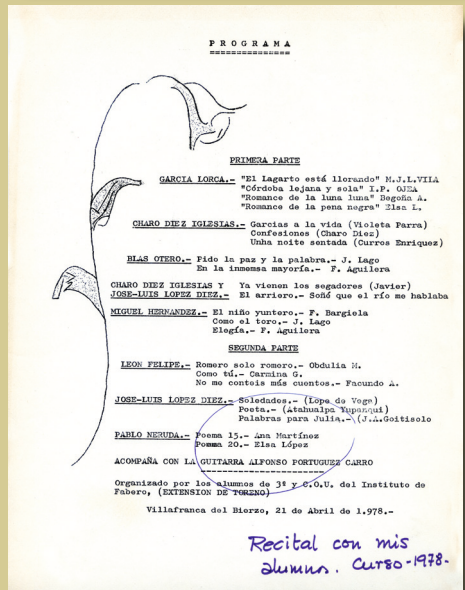 PROGRAMA
PRIMERA PARTE
GARCIA LORCA.- "El Lagarto está llorando" M.J.L.VILA
"Córdoba lejana y sola" I.P. OJEA
"Romance de la luna luna" Begoña A.
"Romance de la pena negra" Elsa L.
CHARO DIEZ IGLESIAS.- Garcias a la vida (Violeta Parra)
Confesiones (Charo Diez)
Unha noite sentada (Curros Enriquez)
BLAS OTERO.- Pido la paz y la palabra.- J. Lago
En la inmemsa mayoría.- F. Aguilera
CHARO DIEZ IGLESIAS Y Ya vienen los segadores (Javier)
JOSE-LUIS LOPEZ DIEZ.- El arriero.- Soñé que el río me hablaba
MIGUEL HERNANDEZ.- El niño yuntero.- F. Bargiela
Como el toro.- J. Lago
Elegía.- F. Aguilera
SEGUNDA PARTE
LEON FELIPE.- Romero solo romero.- Obdulia M.
Como tú.- Carmina G.
No me conteis más cuentos.- Facundo A.
JOSE-LUIS LOPEZ DIEZ.- Soledades.- (Lope de Vega)
Poeta.- (Atahualpa Yupanqui)
Palabras para Julia.- (J.A.Goitisolo
PABLO NERUDA.- Poema 15.- Ana Martínez
Pomma 20.- Elsa López
ACOMPAÑA CON LA GUITARRA ALFONSO PORTUGUEZ CARRO
Organizado por los alumnos de 3º y C.O.U. del Instituto de
Fabero, (EXTENSION DE TORENO)
Villafranca del Bierzo, 21 de Abril de 1.978.-
Recital con mis
alumnos. Curso-1978-